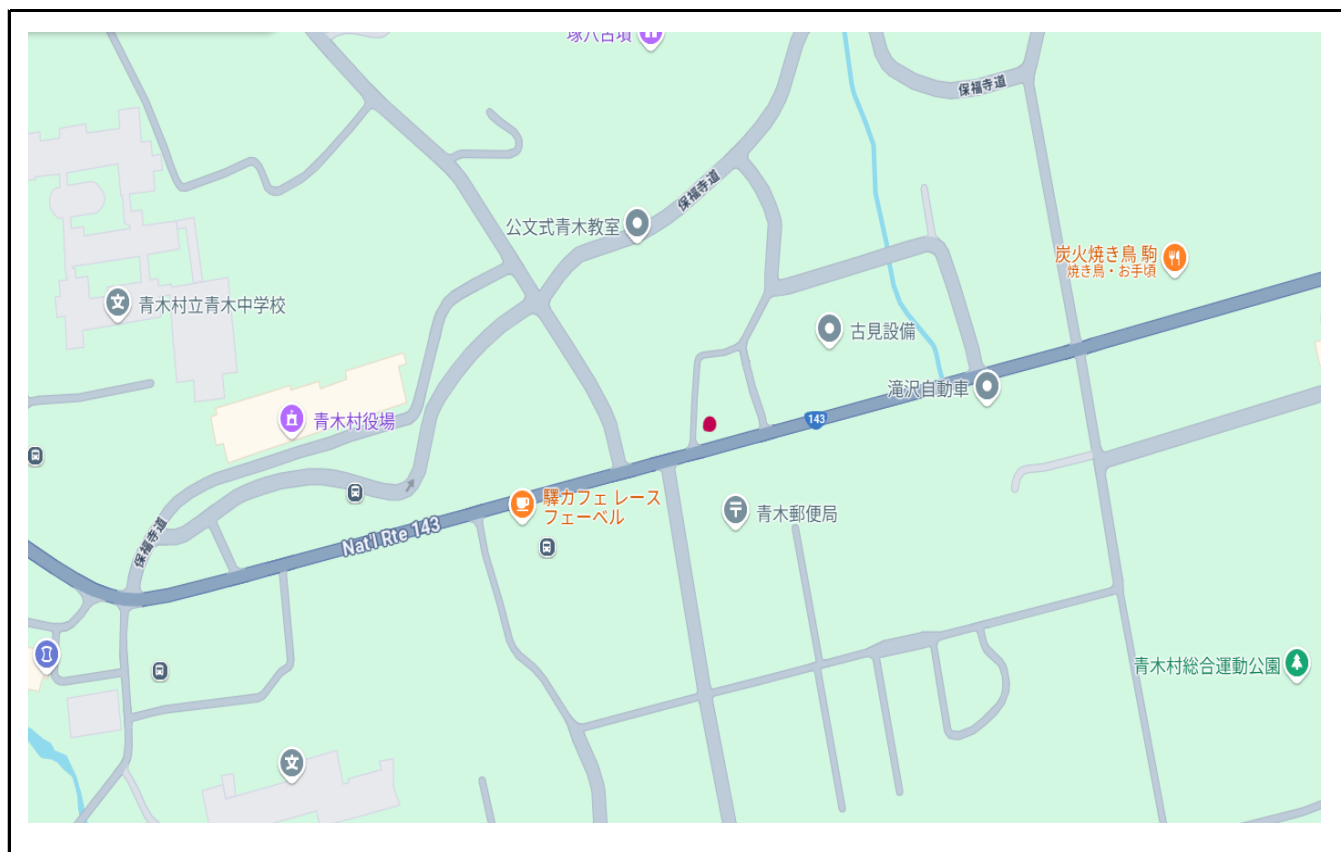 塚穴古墳
保福寺道
保福寺道
公文式青木教室
炭火焼き鳥 駒
焼き鳥・お手頃
青木村立青木中学校
古見設備
滝沢自動車
青木村役場
143
驛カフェ レース
フェーベル
青木郵便局
Nat'l Rte 143
保福寺道
青木村総合運動公園
文
文